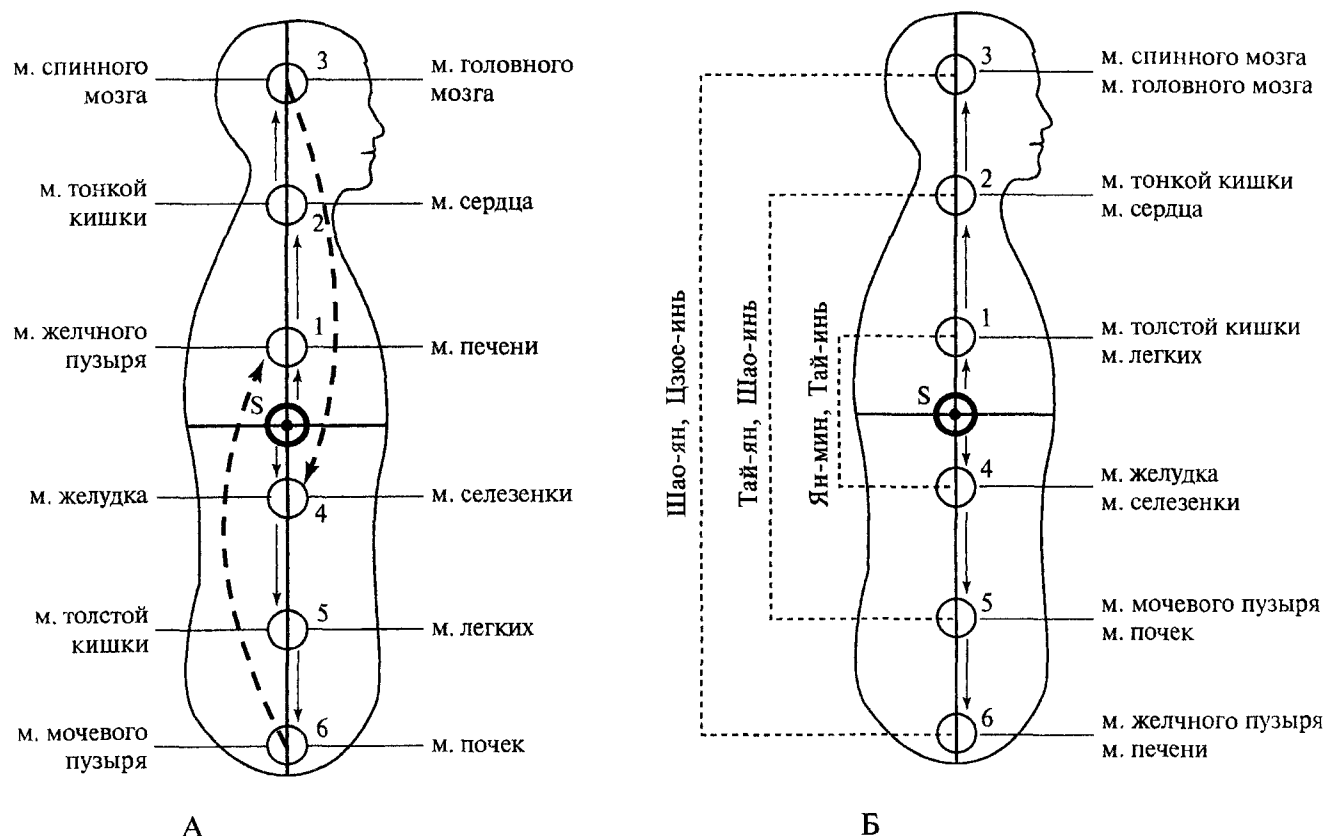 м. спинного
мозга
3
м. головного
мозга
м. тонкой
кишки
2
м. сердца
м. желчного
пузыря
1
м. печени
S
м. желудка
4
м. селезенки
м. толстой
кишки
5
м. легких
м. мочевого
пузыря
6
м. почек
А
Шао-ян, Цзюе-инь
Тай-ян, Шао-инь
Ян-мин, Тай-инь
3
м. спинного мозга
м. головного мозга
2
м. тонкой кишки
м. сердца
1
м. толстой кишки
м. легких
S
4
м. желудка
м. селезенки
5
м. мочевого пузыря
м. почек
6
м. желчного пузыря
м. печени
Б